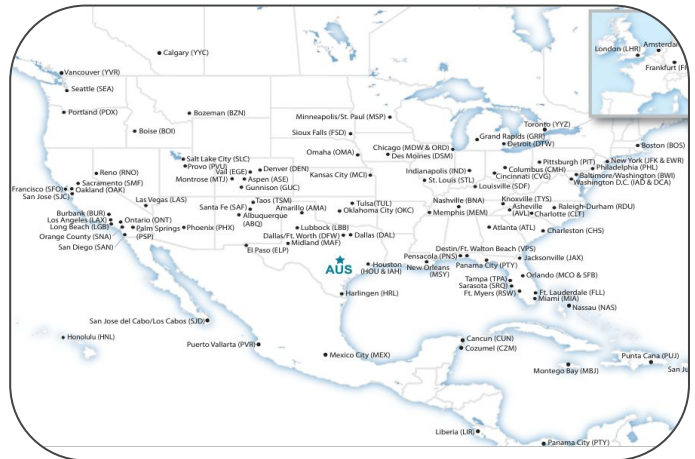 Calgary (YYC)
Vancouver (YVR)
Seattle (SEA)
Portland (PDX)
Bozeman (BZN)
Boise (BOI)
London (LHR)
Amsterdam
Frankfurt (F
Minneapolis/St. Paul (MSP)
Sioux Falls (FSD)
Omaha (OMA)
Chicago (MDW & ORD)
Des Moines (DSM)
Toronto (YYZ)
Grand Rapids (GRR)
Detroit (DTW)
Boston (BOS)
Salt Lake City (SLC)
Provo (PVU)
Vail (EGE)
Denver (DEN)
Montrose (MTJ)
Aspen (ASE)
Gunnison (GUC)
Kansas City (MCI)
Indianapolis (IND)
St. Louis (STL)
Pittsburgh (PIT)
Columbus (CMH)
Cincinnati (CVG)
Louisville (SDF)
New York (JFK & EWR)
Philadelphia (PHL)
Baltimore/Washington (BWI)
Washington D.C. (IAD & DCA)
Reno (RNO)
Sacramento (SMF)
Francisco (SFO)
Oakland (OAK)
San Jose (SJC)
Las Vegas (LAS)
Santa Fe (SAF)
Taos (TSM)
Amarillo (AMA)
Albuquerque
(ABQ)
Tulsa(TUL)
Oklahoma City (OKC)
Nashville (BNA)
Memphis (MEM)
Knoxville (TYS)
Asheville
(AVL)
Raleigh-Durham (RDU)
Charlotte (CLT)
Burbank (BUR)
Los Angeles (LAX)
Long Beach (LGB)
Orange County (SNA)
San Diego (SAN)
Ontario (ONT)
Palm Springs
(PSP)
Phoenix (PHX)
Lubbock (LBB)
Dallas/Ft. Worth (DFW)
Dallas (DAL)
Midland (MAF)
El Paso (ELP)
Atlanta (ATL)
Charleston (CHS)
AUS
Houston
(HOU & IAH)
Destin/Ft. Walton Beach (VPS)
Pensacola (PNS)
New Orleans
(MSY)
Panama City (PTY)
Jacksonville (JAX)
Orlando (MCO & SFB)
Tampa (TPA)
Sarasota (SRQ)
Ft. Myers (RSW)
Ft. Lauderdale (FLL)
Miami (MIA)
Nassau (NAS)
Harlingen (HRL)
San Jose del Cabo/Los Cabos (SJD)
Honolulu (HNL)
Puerto Vallarta (PVR)
Mexico City (MEX)
Cancun (CUN)
Cozumel (CZM)
Montego Bay (MBJ)
Punta Cana (PUJ)
San Ju
Liberia (LIR)
Panama City (PTY)